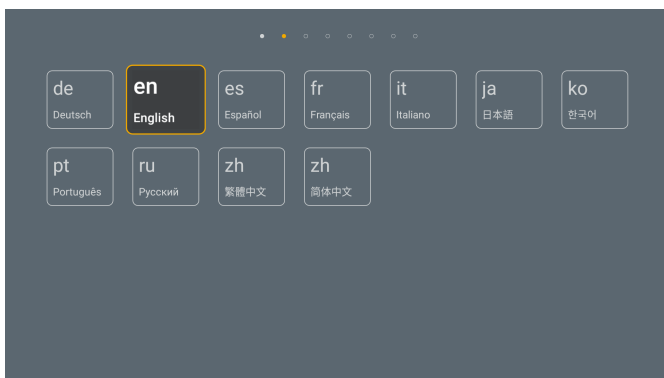 de
Deutsch
en
English
es
Español
fr
Français
it
Italiano
ja
日本語
ko
한국어
pt
Português
ru
Русский
zh
繁體中文
zh
简体中文